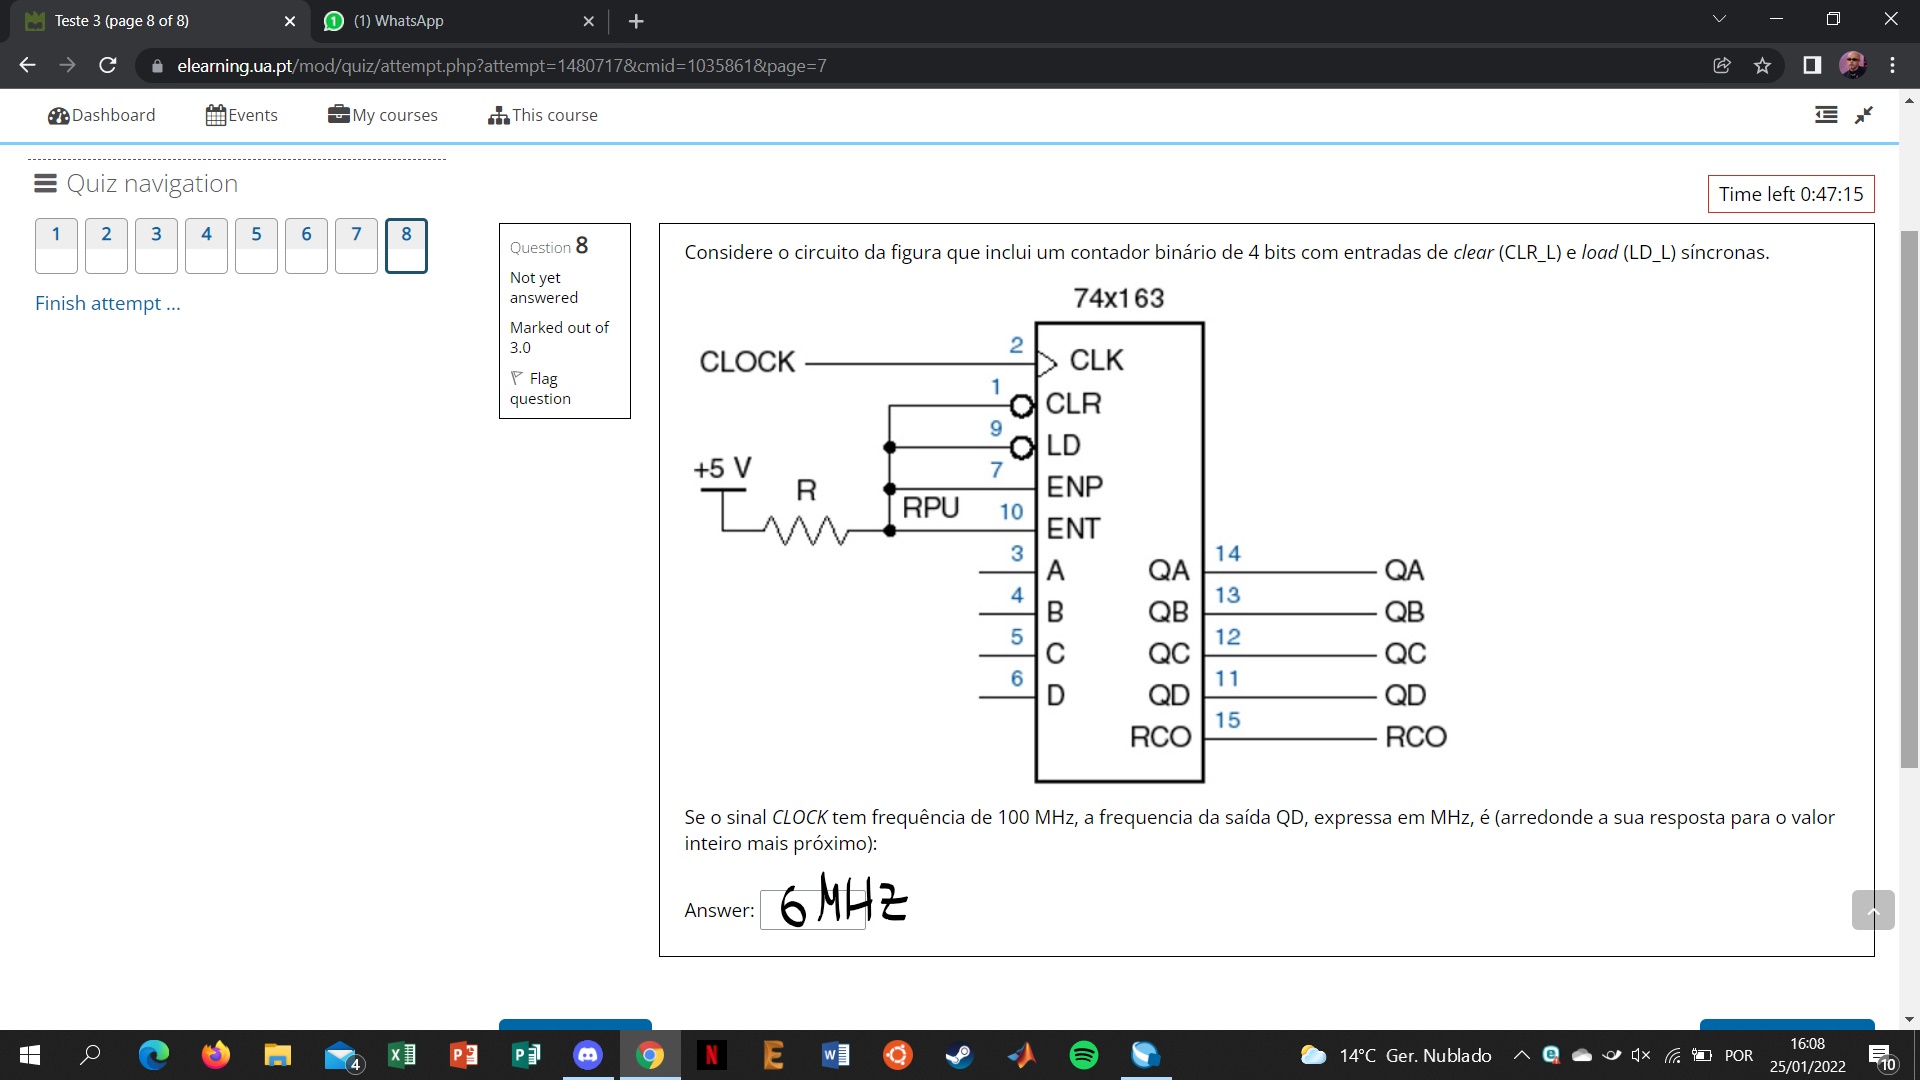 Teste 3 (page 8 of 8)
(1) WhatsApp
elearning.ua.pt/mod/quiz/attempt.php?attempt=1480717&cmid=1035861&page=7
Dashboard Events My courses This course
Quiz navigation
1 2 3 4 5 6 7 8
Finish attempt ...
Time left 0:47:15
Question 8
Not yet
answered
Marked out of
3.0
Flag
question
Considere o circuito da figura que inclui um contador binário de 4 bits com entradas de clear (CLR_L) e load (LD_L) síncronas.
74x163
CLOCK 2 CLK
1 CLR
9 LD
+5 V 7 ENP
R RPU 10 ENT
3 A QA 14 QA
4 B QB 13 QB
5 C QC 12 QC
6 D QD 11 QD
RCO 15 RCO
Se o sinal CLOCK tem frequência de 100 MHz, a frequencia da saída QD, expressa em MHz, é (arredonde a sua resposta para o valor
inteiro mais próximo):
Answer: 6 MHZ
4
14°C Ger. Nublado
POR
16:08
25/01/2022
10